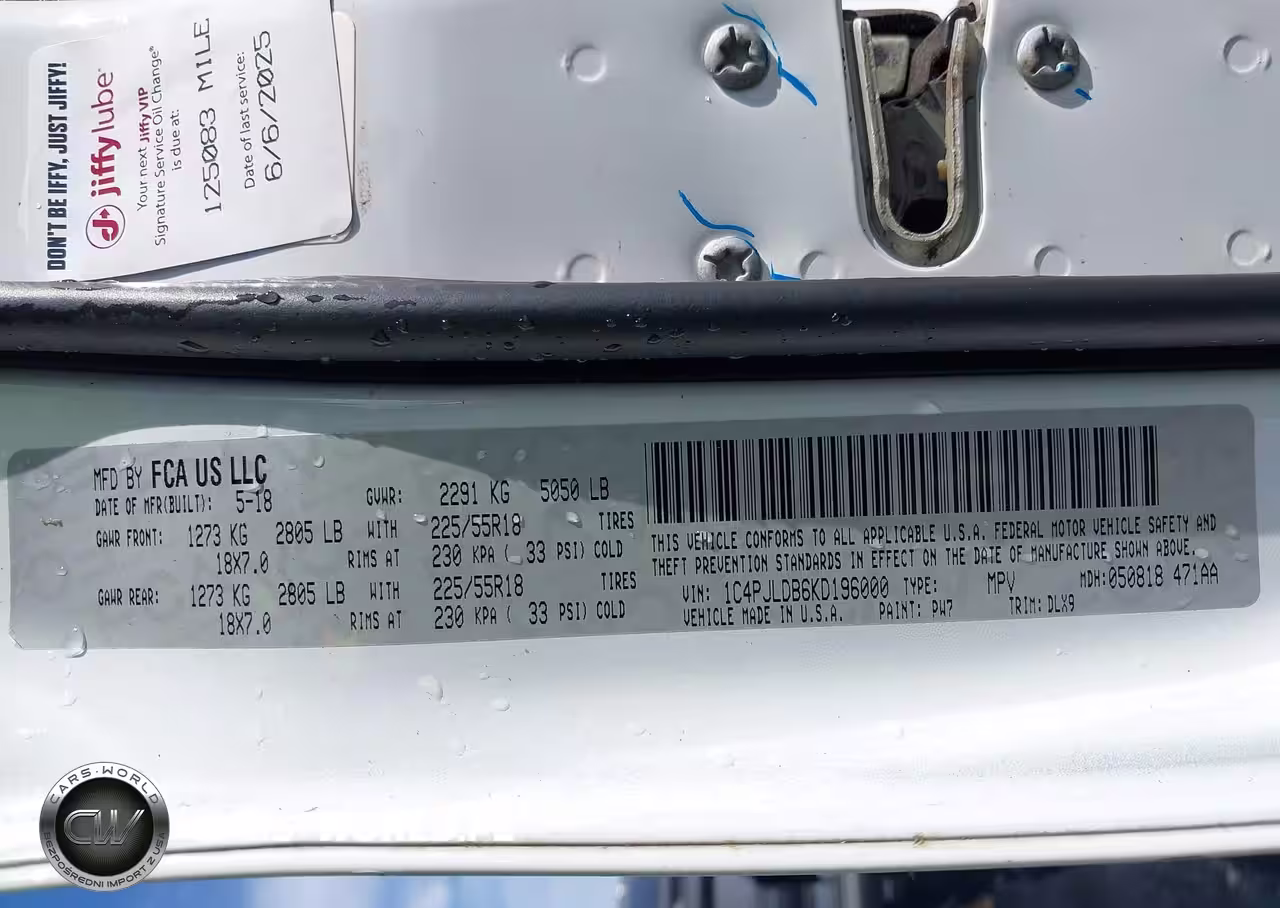 DON'T BE IFFY, JUST JIFFY!
jiffylube
Your next Jiffy VIP
Signature Service Oil Change*
is due at:
125083 MILE
Date of last service:
6/6/2025
MFD BY FCA US LLC
DATE OF MFR(BUILT): 5-18 GVWR: 2291 KG 5050 LB
GAWR FRONT: 1273 KG 2805 LB WITH 225/55R18 TIRES
18X7.0 RIMS AT 230 KPA ( 33 PSI) COLD
GAWR REAR: 1273 KG 2805 LB WITH 225/55R18 TIRES
18X7.0 RIMS AT 230 KPA ( 33 PSI) COLD
THIS VEHICLE CONFORMS TO ALL APPLICABLE U.S.A. FEDERAL MOTOR VEHICLE SAFETY AND
THEFT PREVENTION STANDARDS IN EFFECT ON THE DATE OF MANUFACTURE SHOWN ABOVE.
VIN: 1C4PJLDB6KD196000 TYPE: MPV MDH:050818 471AA
VEHICLE MADE IN U.S.A. PAINT: PW7 TRIM: DLX9
CARS-WORLD
CW
BEZPOŚREDNI IMPORT Z USA